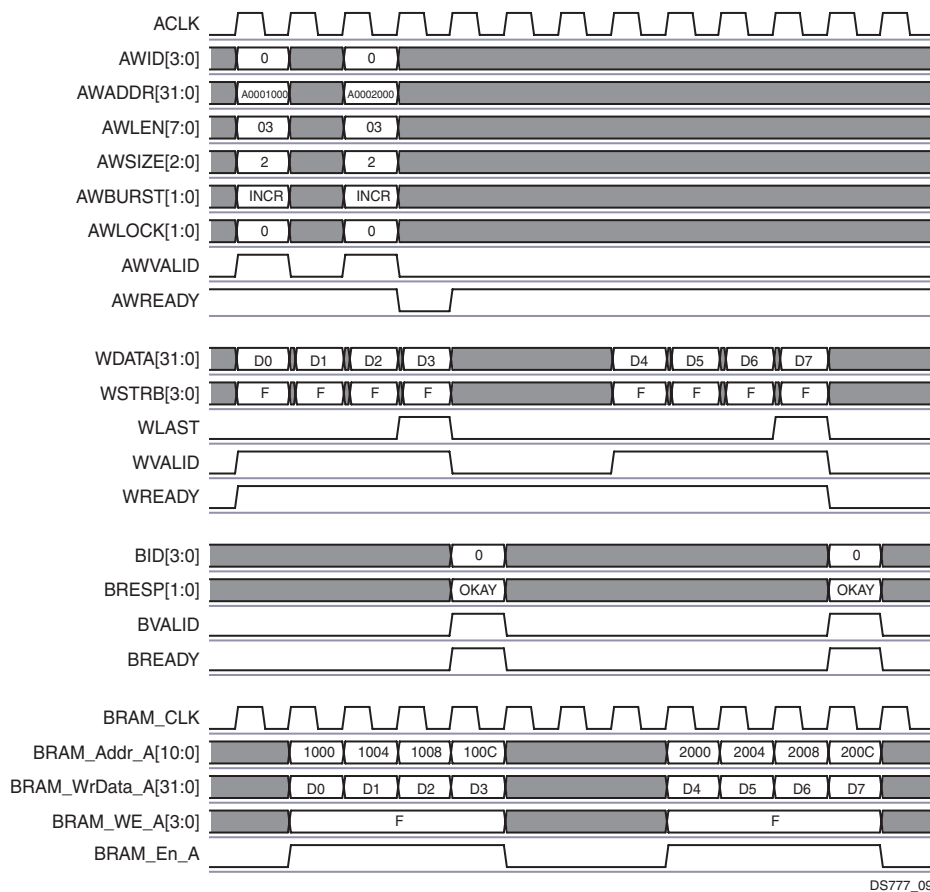 ACLK
AWID[3:0] 0 0
AWADDR[31:0] A0001000 A0002000
AWLEN[7:0] 03 03
AWSIZE[2:0] 2 2
AWBURST[1:0] INCR INCR
AWLOCK[1:0] 0 0
AWVALID
AWREADY
WDATA[31:0] D0 D1 D2 D3 D4 D5 D6 D7
WSTRB[3:0] F F F F F F F F
WLAST
WVALID
WREADY
BID[3:0] 0 0
BRESP[1:0] OKAY OKAY
BVALID
BREADY
BRAM_CLK
BRAM_Addr_A[10:0] 1000 1004 1008 100C 2000 2004 2008 200C
BRAM_WrData_A[31:0] D0 D1 D2 D3 D4 D5 D6 D7
BRAM_WE_A[3:0] F F
BRAM_En_A
DS777_09